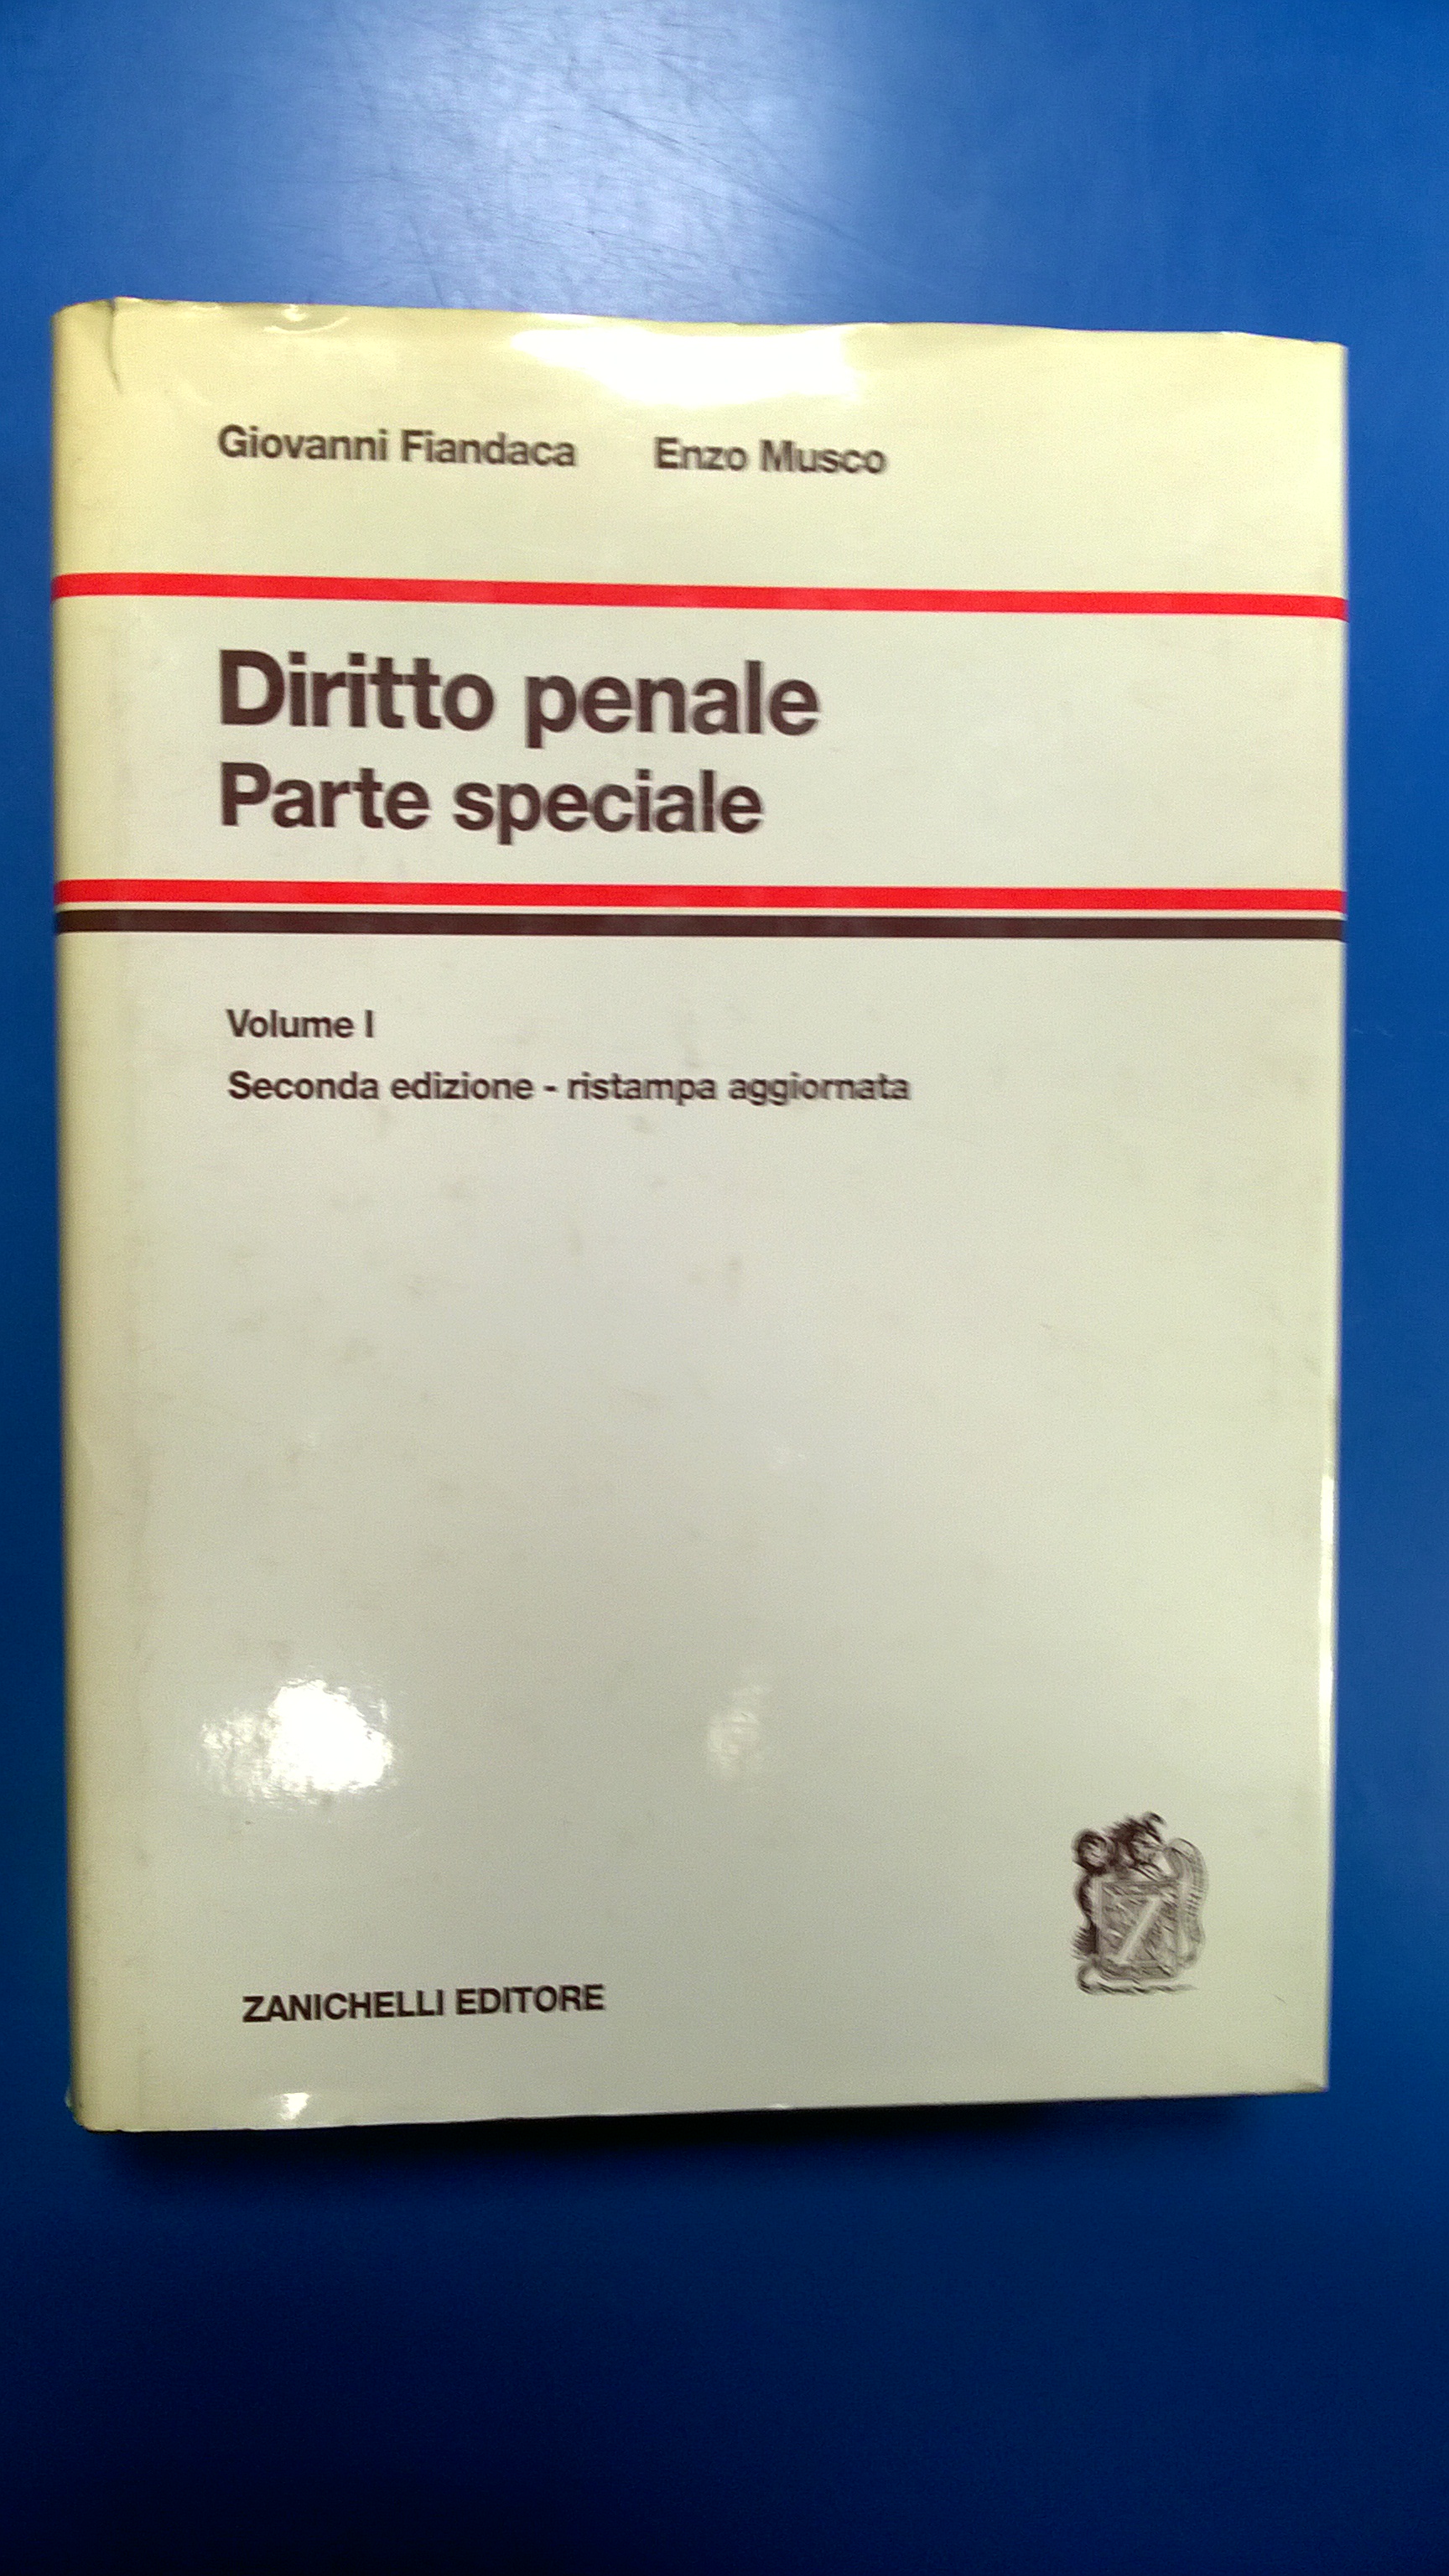 Giovanni Fiandaca Enzo Musco
Diritto penale
Parte speciale
Volume I
Seconda edizione - ristampa aggiornata
ZANICHELLI EDITORE